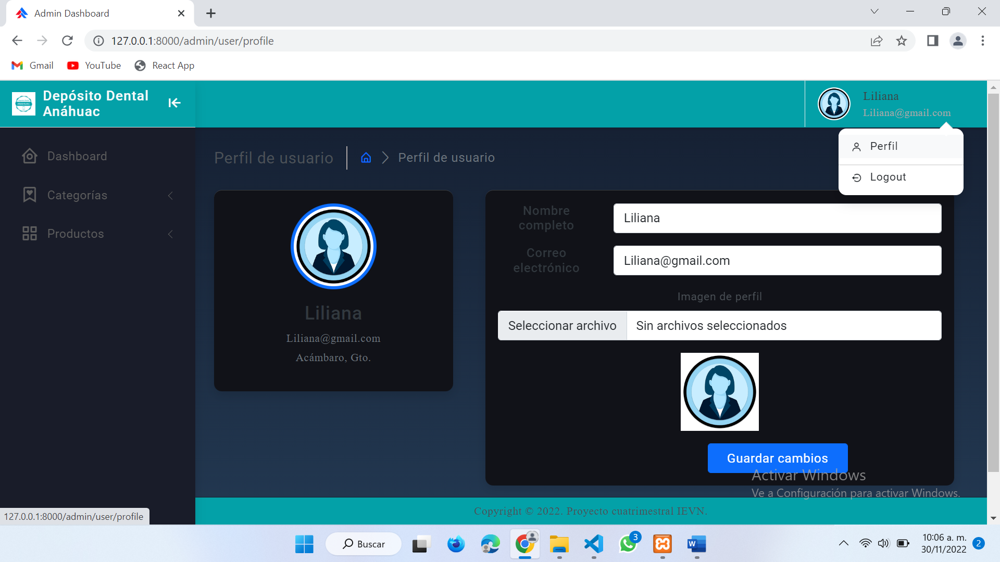 Admin Dashboard
127.0.0.1:8000/admin/user/profile
Gmail
YouTube
React App
Depósito Dental
Anáhuac
Liliana
Liliana@gmail.com
Perfil
Logout
Dashboard
Categorías
Productos
Perfil de usuario
Perfil de usuario
Liliana
Liliana@gmail.com
Acámbaro, Gto.
Nombre
completo
Liliana
Correo
electrónico
Liliana@gmail.com
Imagen de perfil
Seleccionar archivo
Sin archivos seleccionados
Guardar cambios
Activar Windows
Ve a Configuración para activar Windows.
Copyright © 2022. Proyecto cuatrimestral IEVN.
127.0.0.1:8000/admin/user/profile
Buscar
3
W
10:06 a. m.
30/11/2022
2